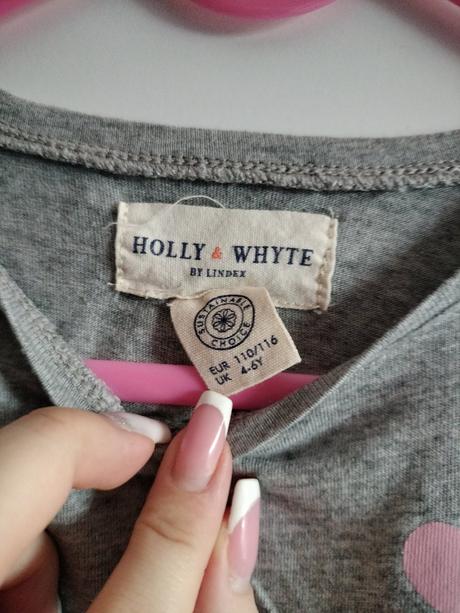 HOLLY & WHYTE
BY LINDEX
SUSTAINABLE
CHOICE
EUR 110/116
UK 4-6Y